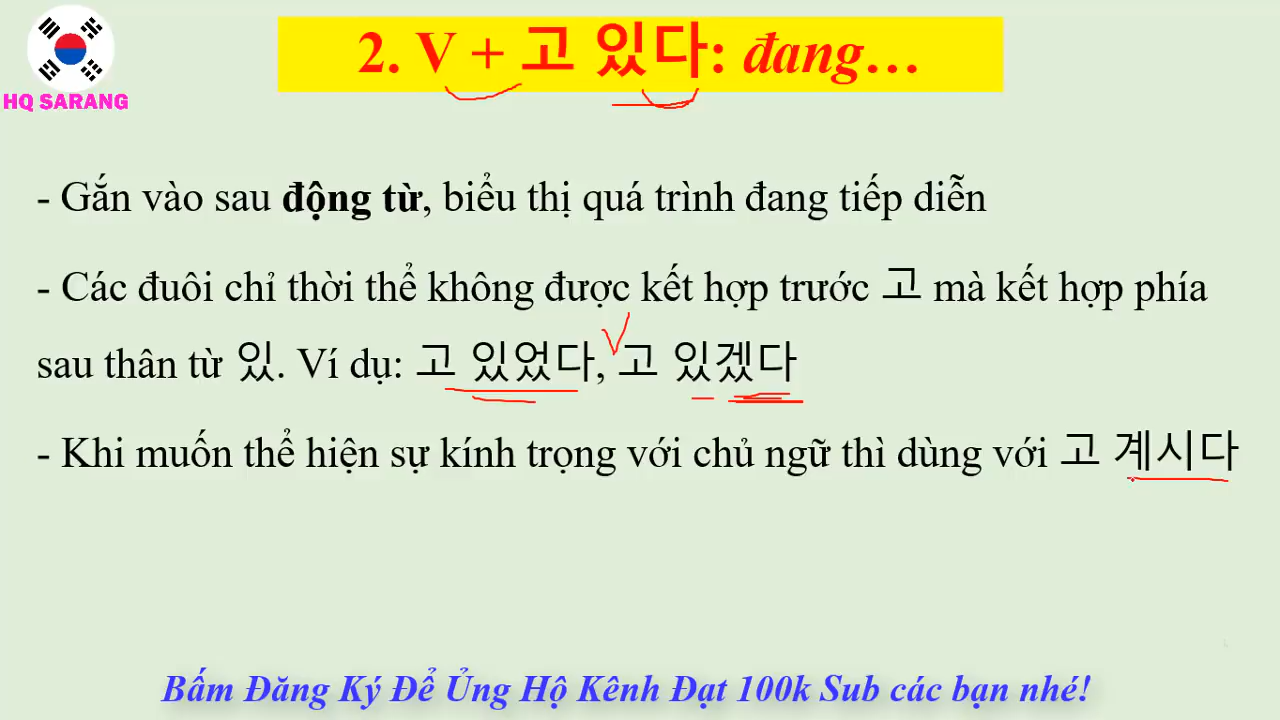 HQ SARANG
2. V + 고 있다: đang…
- Gắn vào sau động từ, biểu thị quá trình đang tiếp diễn
- Các đuôi chỉ thời thể không được kết hợp trước 고 mà kết hợp phía
sau thân từ 있. Ví dụ: 고 있었다, 고 있겠다
- Khi muốn thể hiện sự kính trọng với chủ ngữ thì dùng với 고 계시다
Bấm Đăng Ký Để Ủng Hộ Kênh Đạt 100k Sub các bạn nhé!